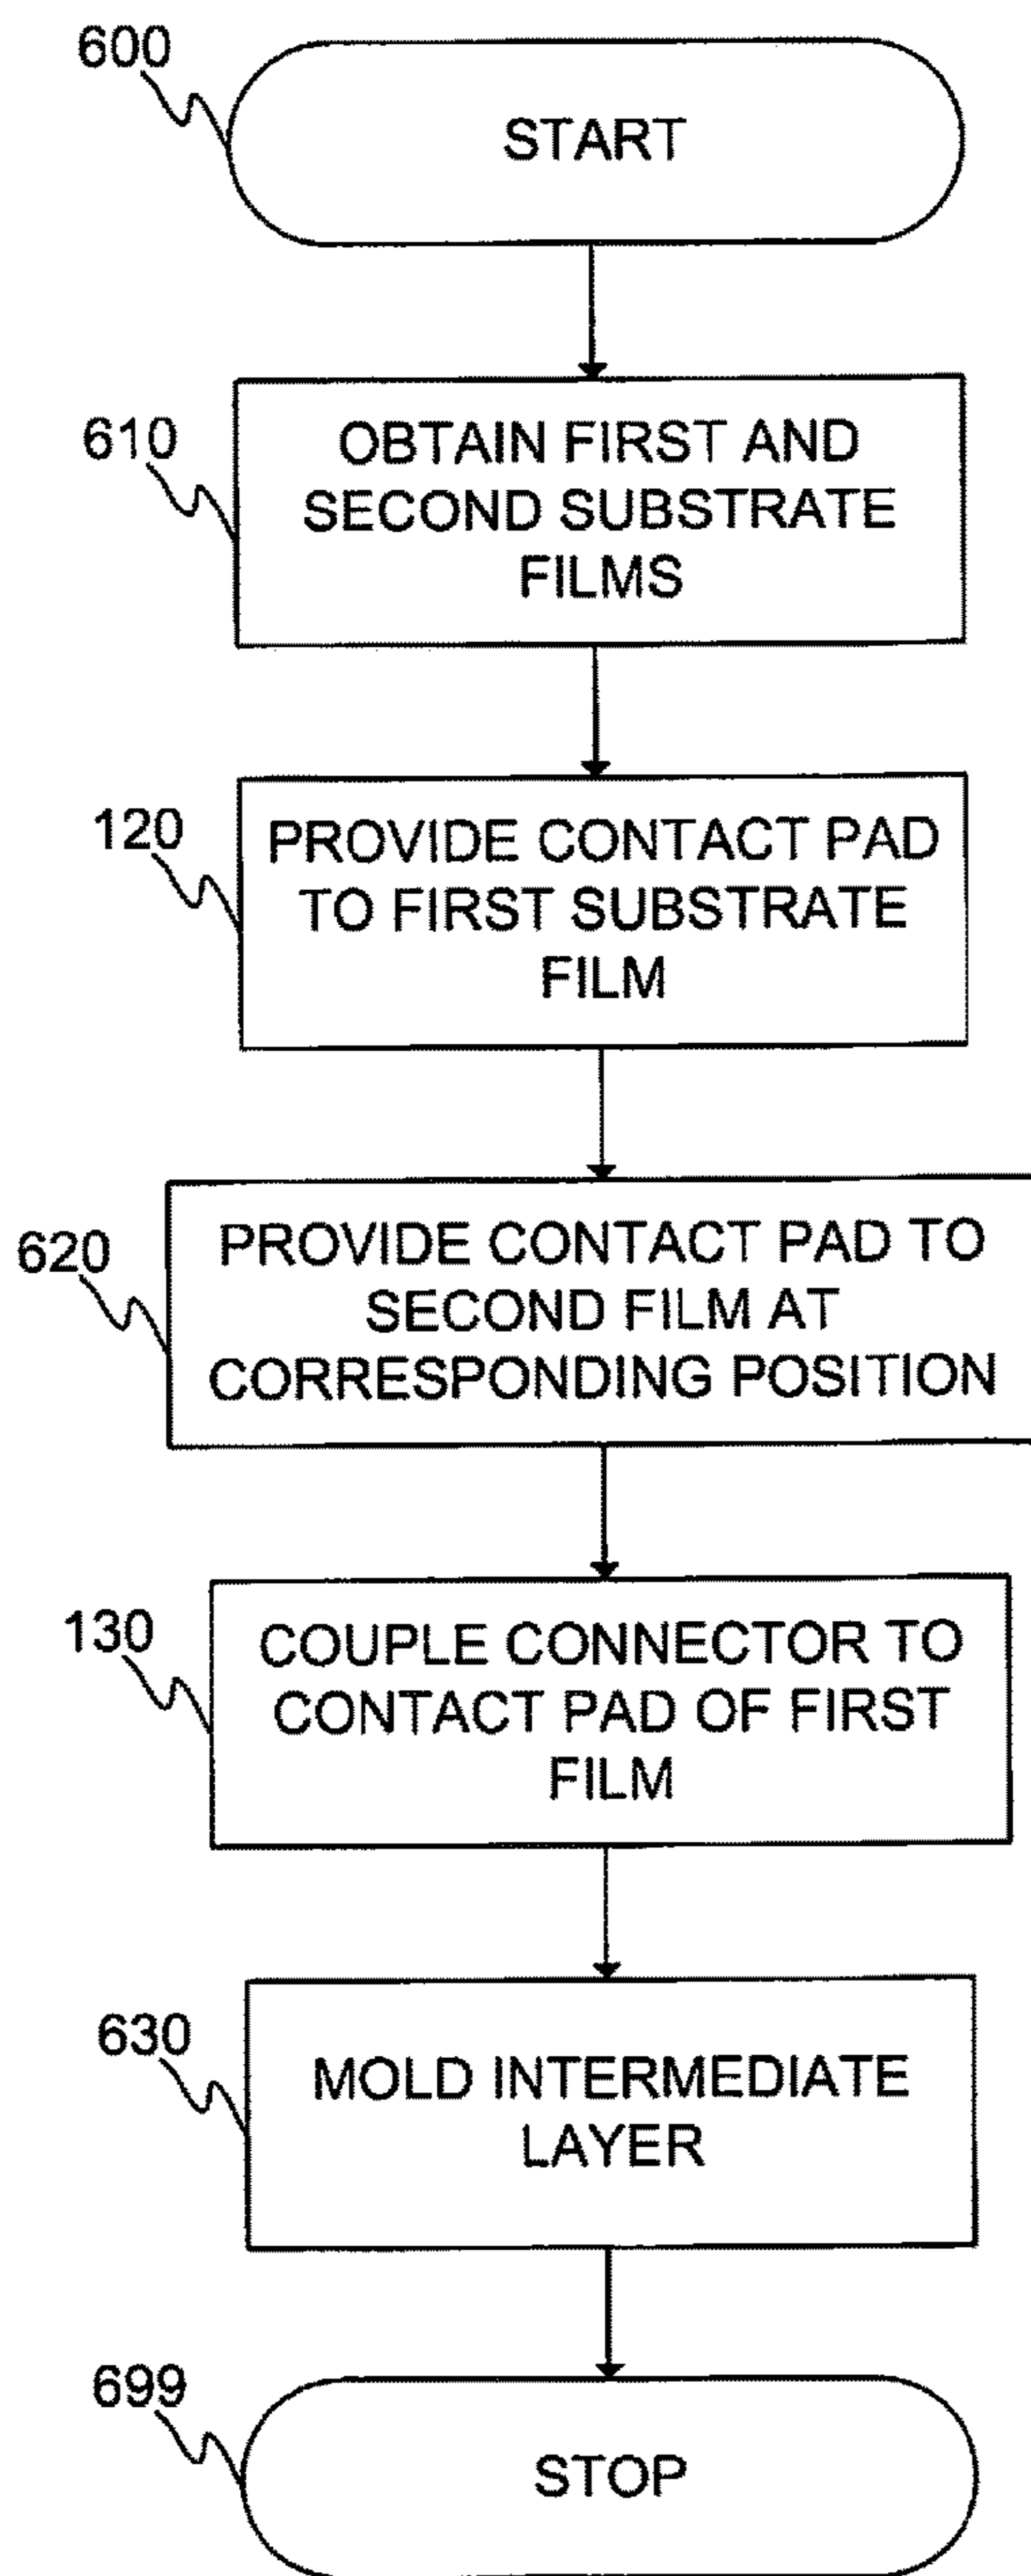 600
START
610
OBTAIN FIRST AND
SECOND SUBSTRATE
FILMS
120
PROVIDE CONTACT PAD
TO FIRST SUBSTRATE
FILM
620
PROVIDE CONTACT PAD TO
SECOND FILM AT
CORRESPONDING POSITION
130
COUPLE CONNECTOR TO
CONTACT PAD OF FIRST
FILM
630
MOLD INTERMEDIATE
LAYER
699
STOP